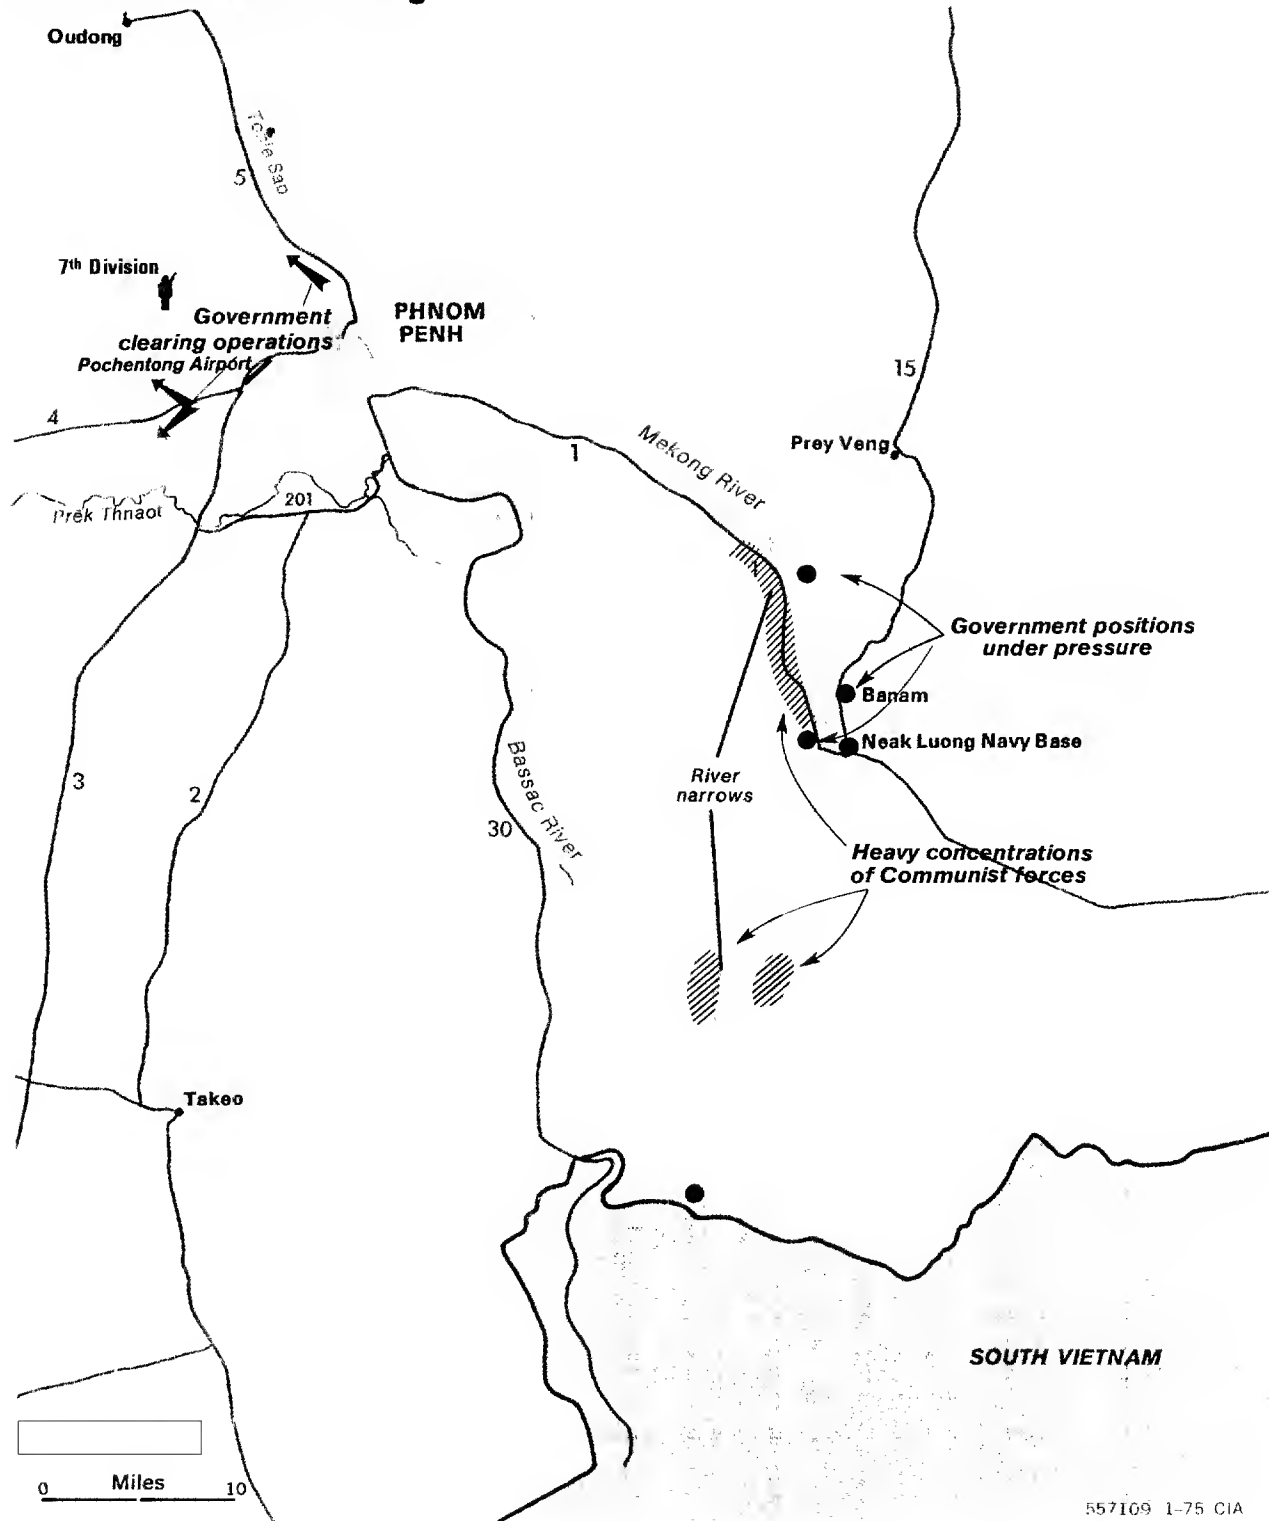 Oudong
Tonle Sap
5
7th Division
Government
clearing operations
Pochentong Airport
PHNOM
PENH
4
15
1
Mekong River
Prey Veng
201
Prek Thnaot
Government positions
under pressure
Banam
Neak Luong Navy Base
3
2
River
narrows
Bassac River
30
Heavy concentrations
of Communist forces
Takeo
SOUTH VIETNAM
0 Miles 10
557109 1-75 CIA